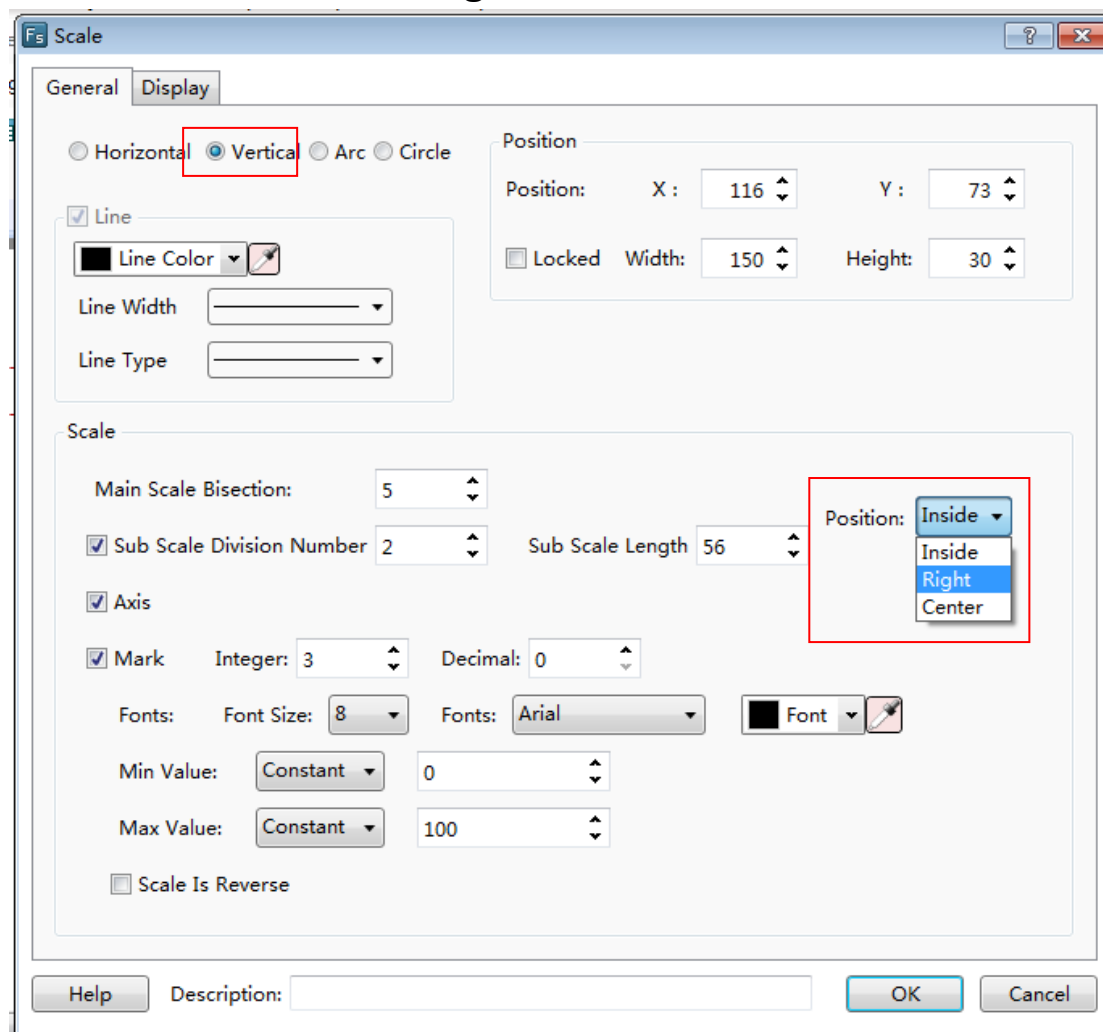 Fs Scale
General Display
Horizontal Vertical Arc Circle
Position
Position: X : 116 Y : 73
Line
Line Color
Locked Width: 150 Height: 30
Line Width
Line Type
Scale
Main Scale Bisection: 5
Position: Inside
Sub Scale Division Number 2 Sub Scale Length 56
Inside
Right
Center
Axis
Mark Integer: 3 Decimal: 0
Fonts: Font Size: 8 Fonts: Arial Font
Min Value: Constant 0
Max Value: Constant 100
Scale Is Reverse
Help Description: OK Cancel